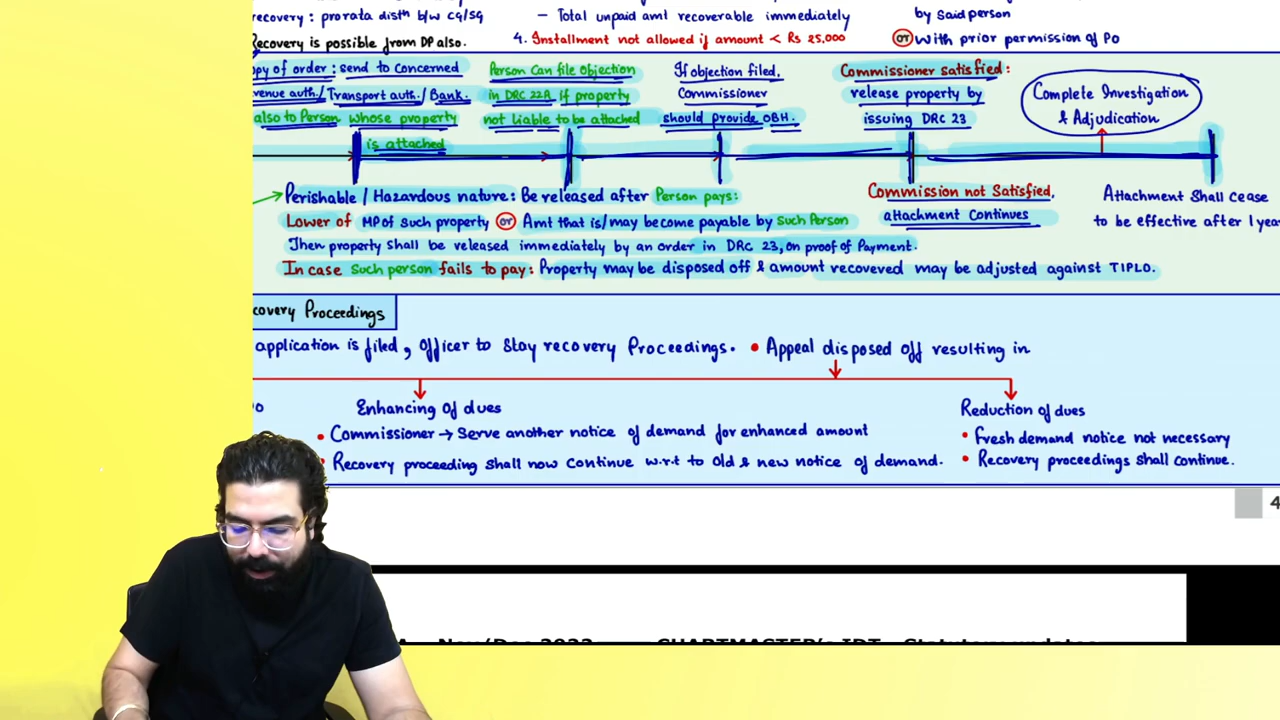 recovery : prorata distn b/w CG/SG
Recovery is possible from DP also.
- Total unpaid amt recoverable immediately
4. Installment not allowed if amount < Rs 25,000
by Said person
OR With prior permission of PO
opy of order : send to Concerned
venue auth./ Transport auth./ Bank.
also to Person whose property
is attached
Person Can file Objection
in DRC 22A if property
not liable to be attached
If objection filed,
Commissioner
should provide OBH.
Commissioner satisfied :
release property by
issuing DRC 23
Complete Investigation
& Adjudication
Perishable / Hazardous nature : Be released after Person pays :
Lower of MP of such property OR Amt that is/may become payable by Such Person
Then property shall be released immediately by an order in DRC 23, on proof of Payment.
In case Such person fails to pay : Property may be disposed off & amount recovered may be adjusted against TIPLO.
Commission not Satisfied,
attachment Continues
Attachment Shall Cease
to be effective after 1 yea
covery Proceedings
application is filed, Officer to Stay recovery Proceedings. • Appeal disposed off resulting in
Enhancing Of dues
• Commissioner → Serve another notice of demand for enhanced amount
• Recovery proceeding Shall now Continue w.r.t to Old & new notice of demand.
Reduction of dues
• Fresh demand notice not necessary
• Recovery proceedings Shall Continue.
4